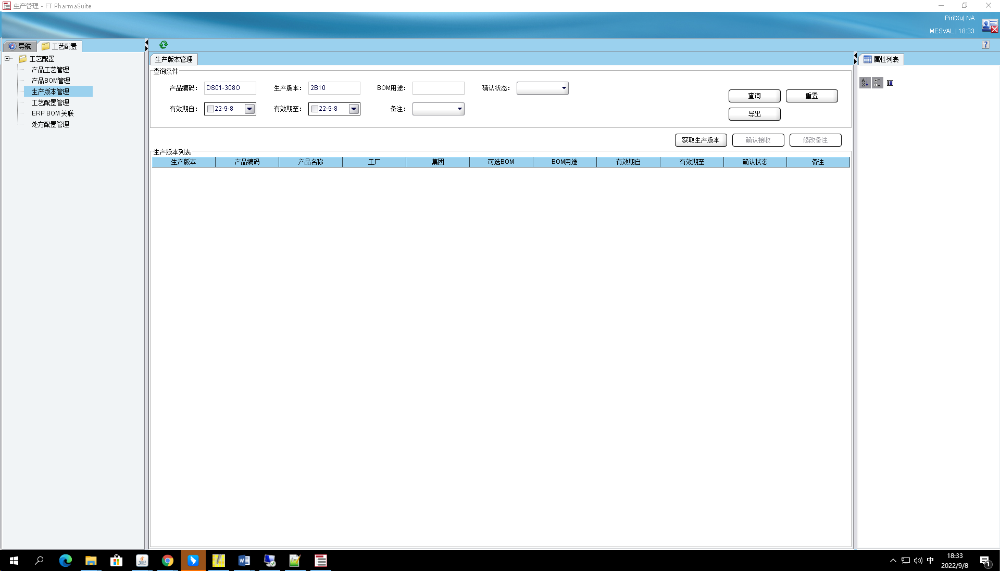 生产管理 - FT PharmaSuite
PiritXu| NA
MESVAL | 18:33
导航
工艺配置
工艺配置
产品工艺管理
产品BOM管理
生产版本管理
工艺配置管理
ERP BOM 关联
处方配置管理
生产版本管理
查询条件
产品编码: DS01-308O 生产版本: 2B10 BOM用途: 确认状态:
有效期自: 22-9-8 有效期至: 22-9-8 备注:
查询 重置
导出
获取生产版本 确认接收 修改备注
生产版本列表
生产版本 产品编码 产品名称 工厂 集团 可选BOM BOM用途 有效期自 有效期至 确认状态 备注
属性列表
中
18:33
2022/9/8
1